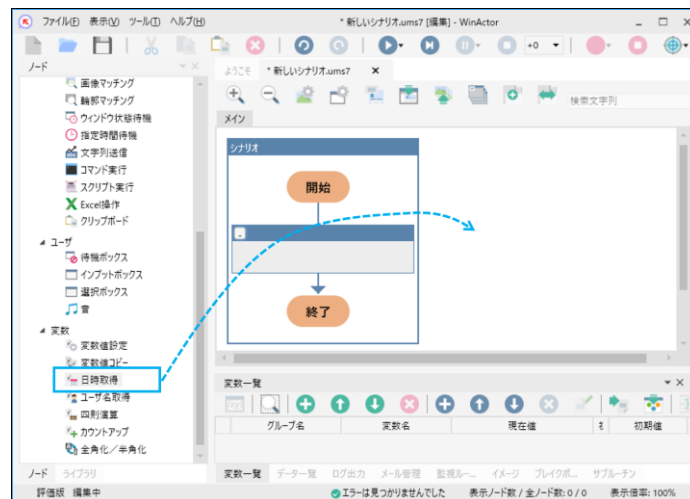 ファイル(F) 表示(V) ツール(T) ヘルプ(H)
* 新しいシナリオ.ums7 [編集] - WinActor
+0
ノード
画像マッチング
輪郭マッチング
ウィンドウ状態待機
指定時間待機
文字列送信
コマンド実行
スクリプト実行
Excel操作
クリップボード
ユーザ
待機ボックス
インプットボックス
選択ボックス
音
変数
変数値設定
変数値コピー
日時取得
ユーザ名取得
四則演算
カウントアップ
全角化/半角化
ノード ライブラリ
ようこそ * 新しいシナリオ.ums7
検索文字列
メイン
シナリオ
開始
終了
変数一覧
グループ名 変数名 現在値 初期値
変数一覧 データ一覧 ログ出力 メール管理 監視ルー... イメージ ブレイクポ... サブルーチン
評価版 編集中 エラーは見つかりませんでした 表示ノード数 / 全ノード数: 0 / 0 表示倍率: 100%